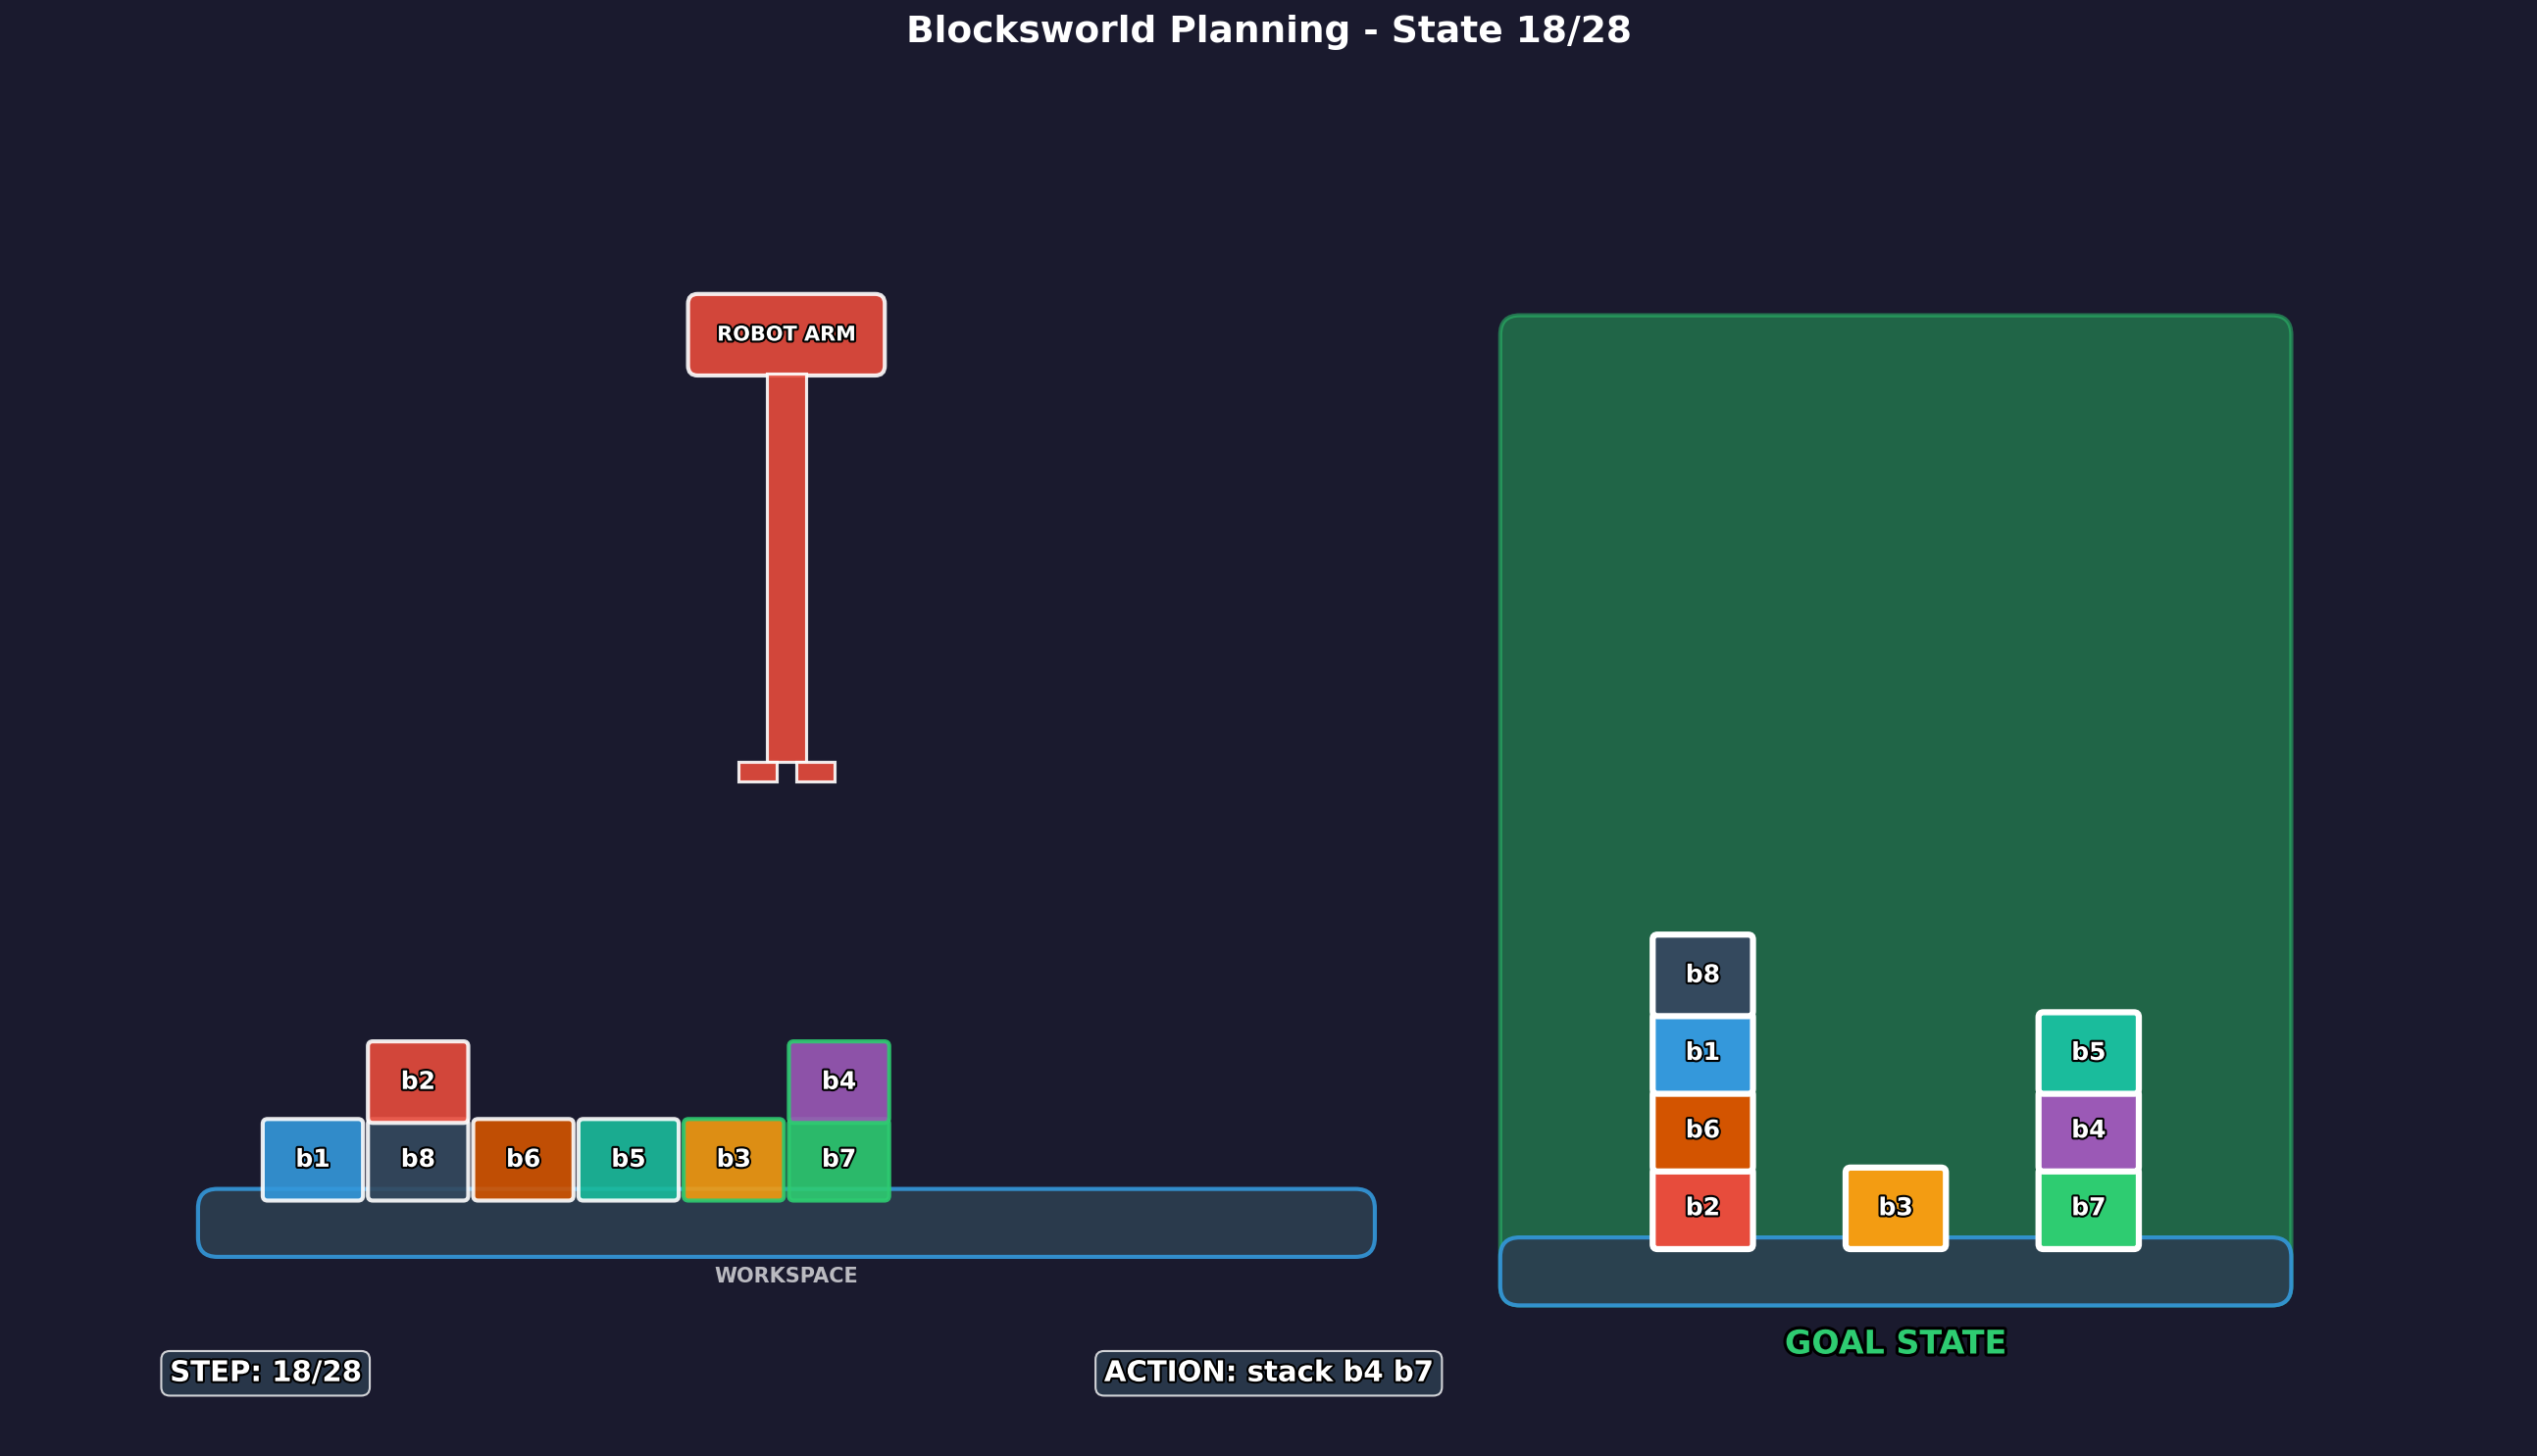 Blocksworld Planning - State 18/28
ROBOT ARM
b2
b4
b1 b8 b6 b5 b3 b7
WORKSPACE
b8
b1 b5
b6 b4
b2 b3 b7
GOAL STATE
STEP: 18/28
ACTION: stack b4 b7